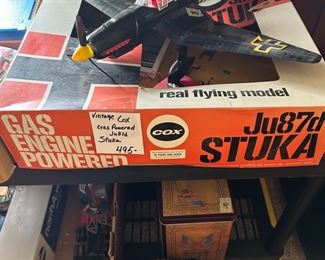 real flying model
GAS
ENGINE
POWERED
Vintage Cox
Gas Powered
Ju87d
Stuka
495-
COX
Ju87d
STUKA